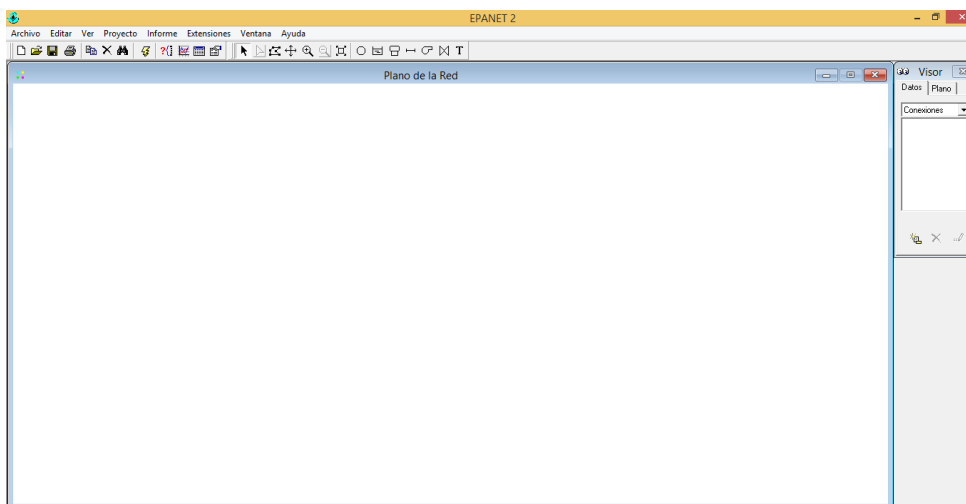 EPANET 2
Archivo Editar Ver Proyecto Informe Extensiones Ventana Ayuda
T
Plano de la Red
Visor
Datos Plano
Conexiones